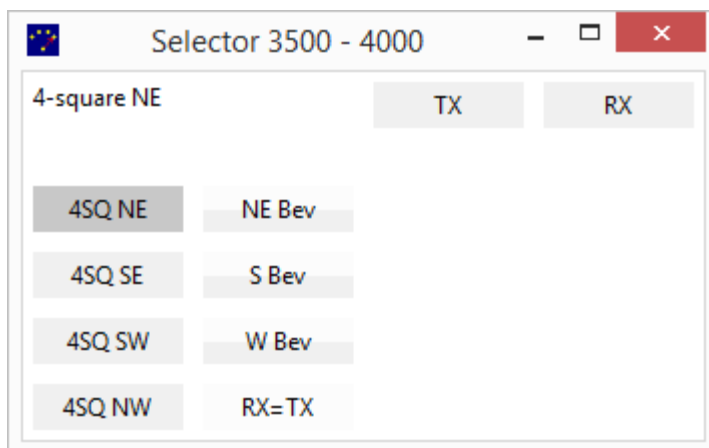 Selector 3500 - 4000
4-square NE
TX
RX
4SQ NE
NE Bev
4SQ SE
S Bev
4SQ SW
W Bev
4SQ NW
RX=TX